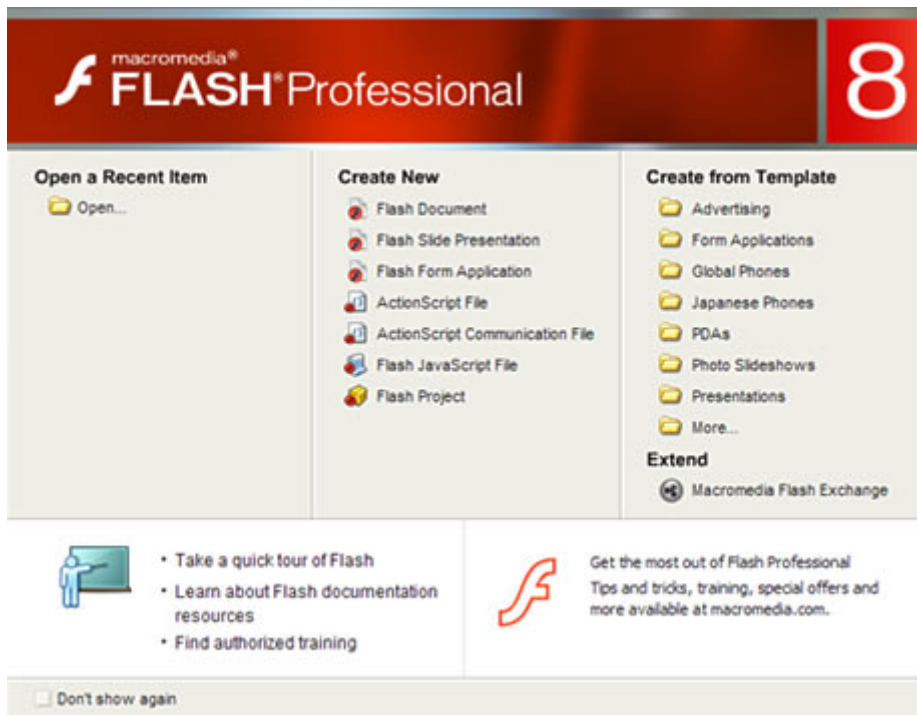 macromedia®
FLASH® Professional
8
Open a Recent Item
Open...
Create New
Flash Document
Flash Slide Presentation
Flash Form Application
ActionScript File
ActionScript Communication File
Flash JavaScript File
Flash Project
Create from Template
Advertising
Form Applications
Global Phones
Japanese Phones
PDAs
Photo Slideshows
Presentations
More...
Extend
Macromedia Flash Exchange
• Take a quick tour of Flash
• Learn about Flash documentation
resources
• Find authorized training
Get the most out of Flash Professional
Tips and tricks, training, special offers and
more available at macromedia.com.
Don't show again